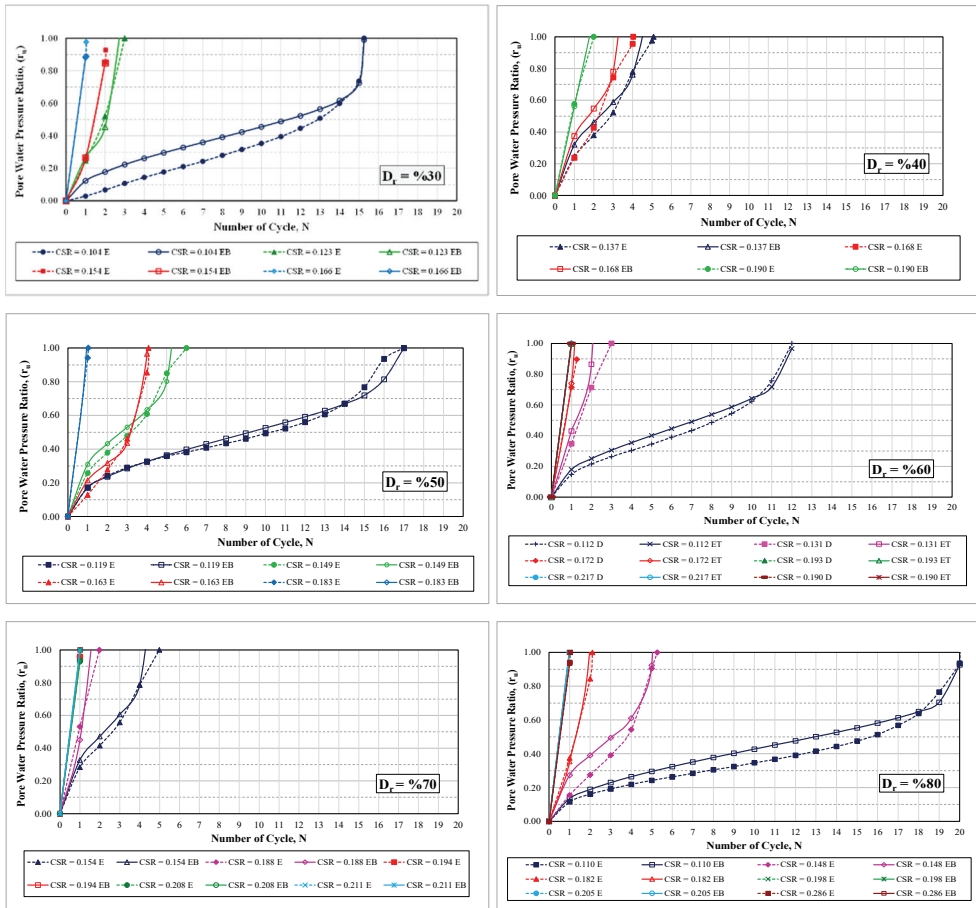 Pore Water Pressure Ratio, (ru)
1.00
0.80
0.60
0.40
0.20
0.00
Dr = %30
0 1 2 3 4 5 6 7 8 9 10 11 12 13 14 15 16 17 18 19 20
Number of Cycle, N
CSR = 0.104 E CSR = 0.104 EB CSR = 0.123 E CSR = 0.123 EB
CSR = 0.154 E CSR = 0.154 EB CSR = 0.166 E CSR = 0.166 EB
Pore Water Pressure Ratio, (ru)
1.00
0.80
0.60
0.40
0.20
0.00
Dr = %40
0 1 2 3 4 5 6 7 8 9 10 11 12 13 14 15 16 17 18 19 20
Number of Cycle, N
CSR = 0.137 E CSR = 0.137 EB CSR = 0.168 E
CSR = 0.168 EB CSR = 0.190 E CSR = 0.190 EB
Pore Water Pressure Ratio, (ru)
1.00
0.80
0.60
0.40
0.20
0.00
Dr = %50
0 1 2 3 4 5 6 7 8 9 10 11 12 13 14 15 16 17 18 19 20
Number of Cycle, N
CSR = 0.119 E CSR = 0.119 EB CSR = 0.149 E CSR = 0.149 EB
CSR = 0.163 E CSR = 0.163 EB CSR = 0.183 E CSR = 0.183 EB
Pore Water Pressure Ratio, (ru)
1.00
0.80
0.60
0.40
0.20
0.00
Dr = %60
0 1 2 3 4 5 6 7 8 9 10 11 12 13 14 15 16 17 18 19 20
Number of Cycle, N
CSR = 0.112 D CSR = 0.112 ET CSR = 0.131 D CSR = 0.131 ET
CSR = 0.172 D CSR = 0.172 ET CSR = 0.193 D CSR = 0.193 ET
CSR = 0.217 D CSR = 0.217 ET CSR = 0.190 D CSR = 0.190 ET
Pore Water Pressure Ratio, (ru)
1.00
0.80
0.60
0.40
0.20
0.00
Dr = %70
0 1 2 3 4 5 6 7 8 9 10 11 12 13 14 15 16 17 18 19 20
Number of Cycle, N
CSR = 0.154 E CSR = 0.154 EB CSR = 0.188 E CSR = 0.188 EB CSR = 0.194 E
CSR = 0.194 EB CSR = 0.208 E CSR = 0.208 EB CSR = 0.211 E CSR = 0.211 EB
Pore Water Pressure Ratio, (ru)
1.00
0.80
0.60
0.40
0.20
0.00
Dr = %80
0 1 2 3 4 5 6 7 8 9 10 11 12 13 14 15 16 17 18 19 20
Number of Cycle, N
CSR = 0.110 E CSR = 0.110 EB CSR = 0.148 E CSR = 0.148 EB
CSR = 0.182 E CSR = 0.182 EB CSR = 0.198 E CSR = 0.198 EB
CSR = 0.205 E CSR = 0.205 EB CSR = 0.286 E CSR = 0.286 EB